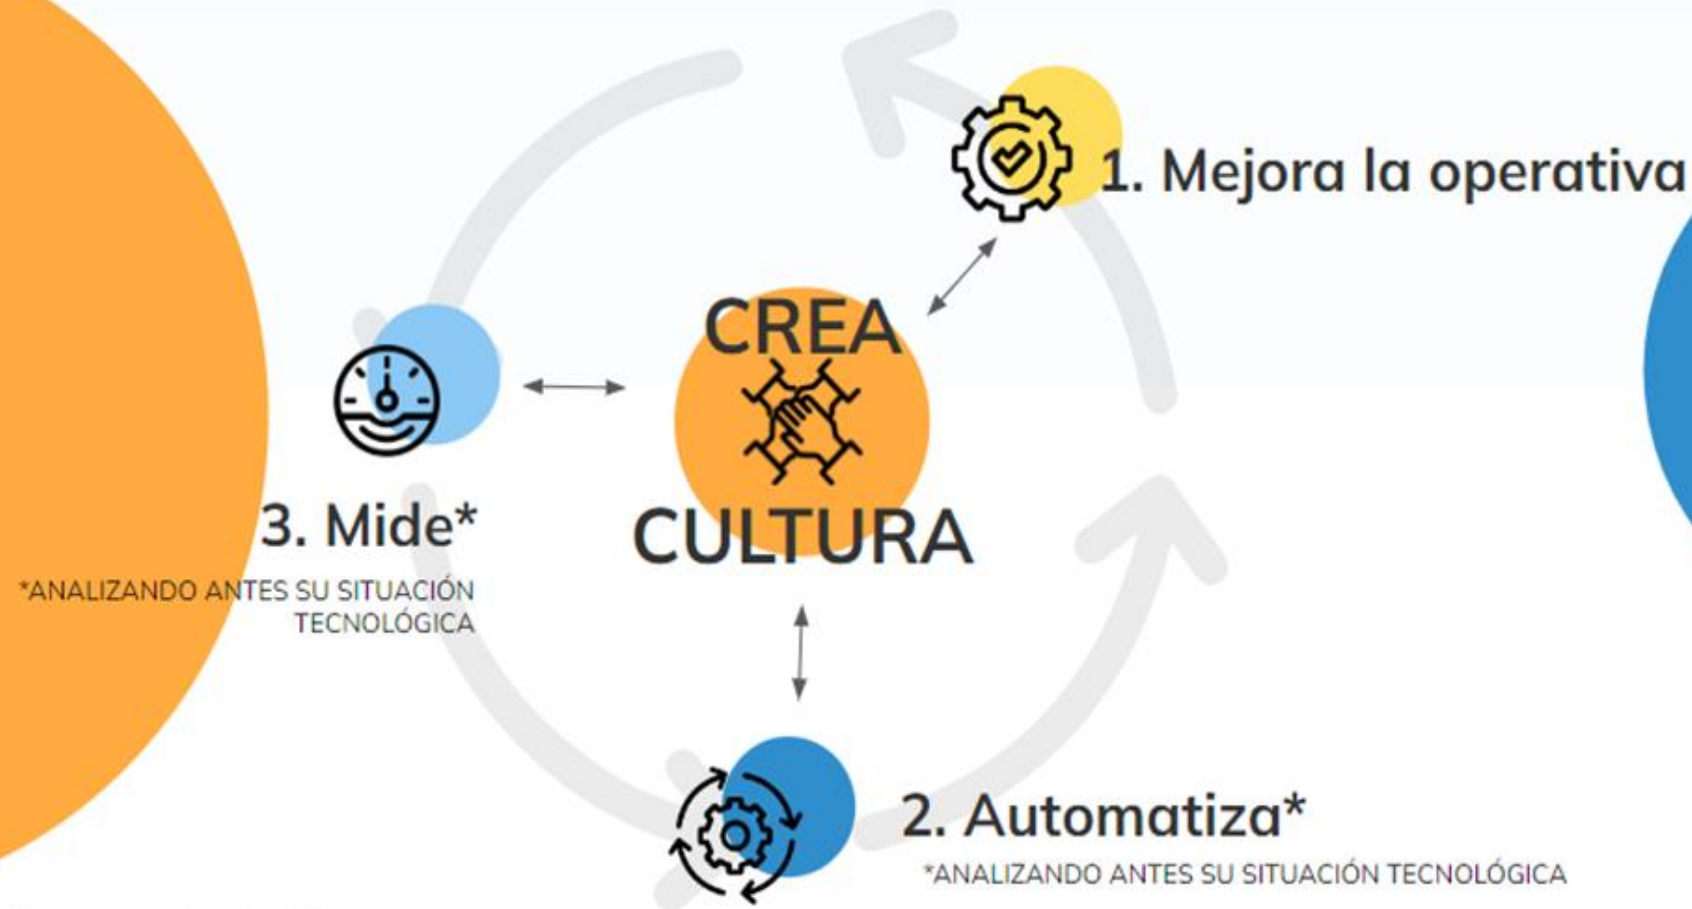 1. Mejora la operativa
CREA
CULTURA
3. Mide*
*ANALIZANDO ANTES SU SITUACIÓN
TECNOLÓGICA
2. Automatiza*
*ANALIZANDO ANTES SU SITUACIÓN TECNOLÓGICA